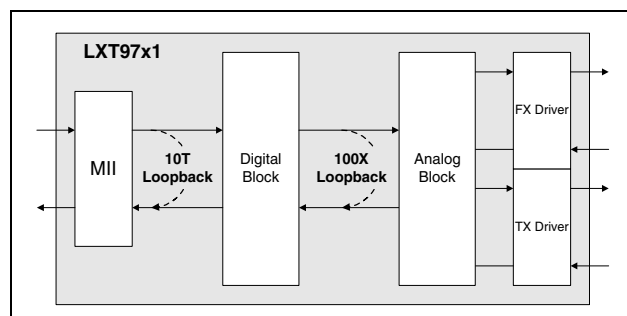 LXT97x1
MII
10T
Loopback
Digital
Block
100X
Loopback
Analog
Block
FX Driver
TX Driver